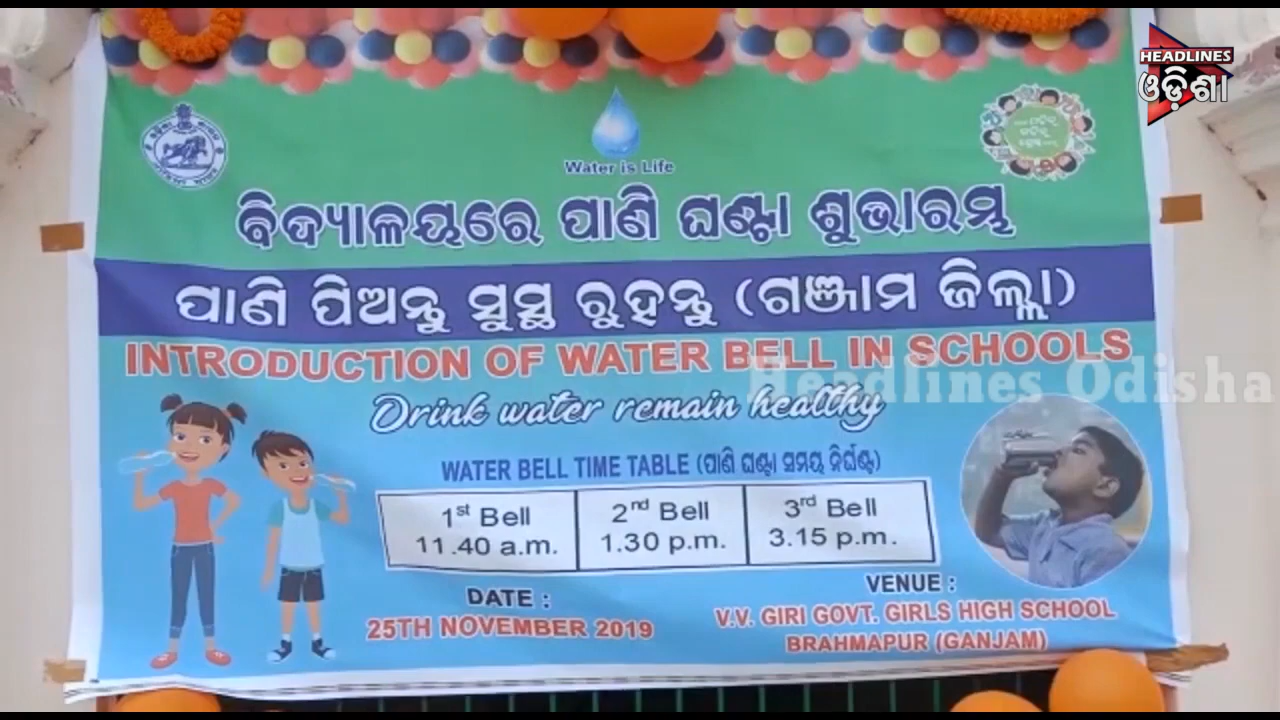 HEADLINES
ଓଡ଼ିଶା
Water is Life
ବିଦ୍ୟାଳୟରେ ପାଣି ଘଣ୍ଟା ଶୁଭାରମ୍ଭ
ପାଣି ପିଅନ୍ତୁ ସୁସ୍ଥ ରୁହନ୍ତୁ (ଗଞ୍ଜାମ ଜିଲ୍ଲା)
INTRODUCTION OF WATER BELL IN SCHOOLS
Headlines Odisha
Drink water remain healthy
WATER BELL TIME TABLE (ପାଣି ଘଣ୍ଟା ସମୟ ନିର୍ଘଣ୍ଟ)
1st Bell 2nd Bell 3rd Bell
11.40 a.m. 1.30 p.m. 3.15 p.m.
DATE : VENUE :
25TH NOVEMBER 2019 V.V. GIRI GOVT. GIRLS HIGH SCHOOL
BRAHMAPUR (GANJAM)